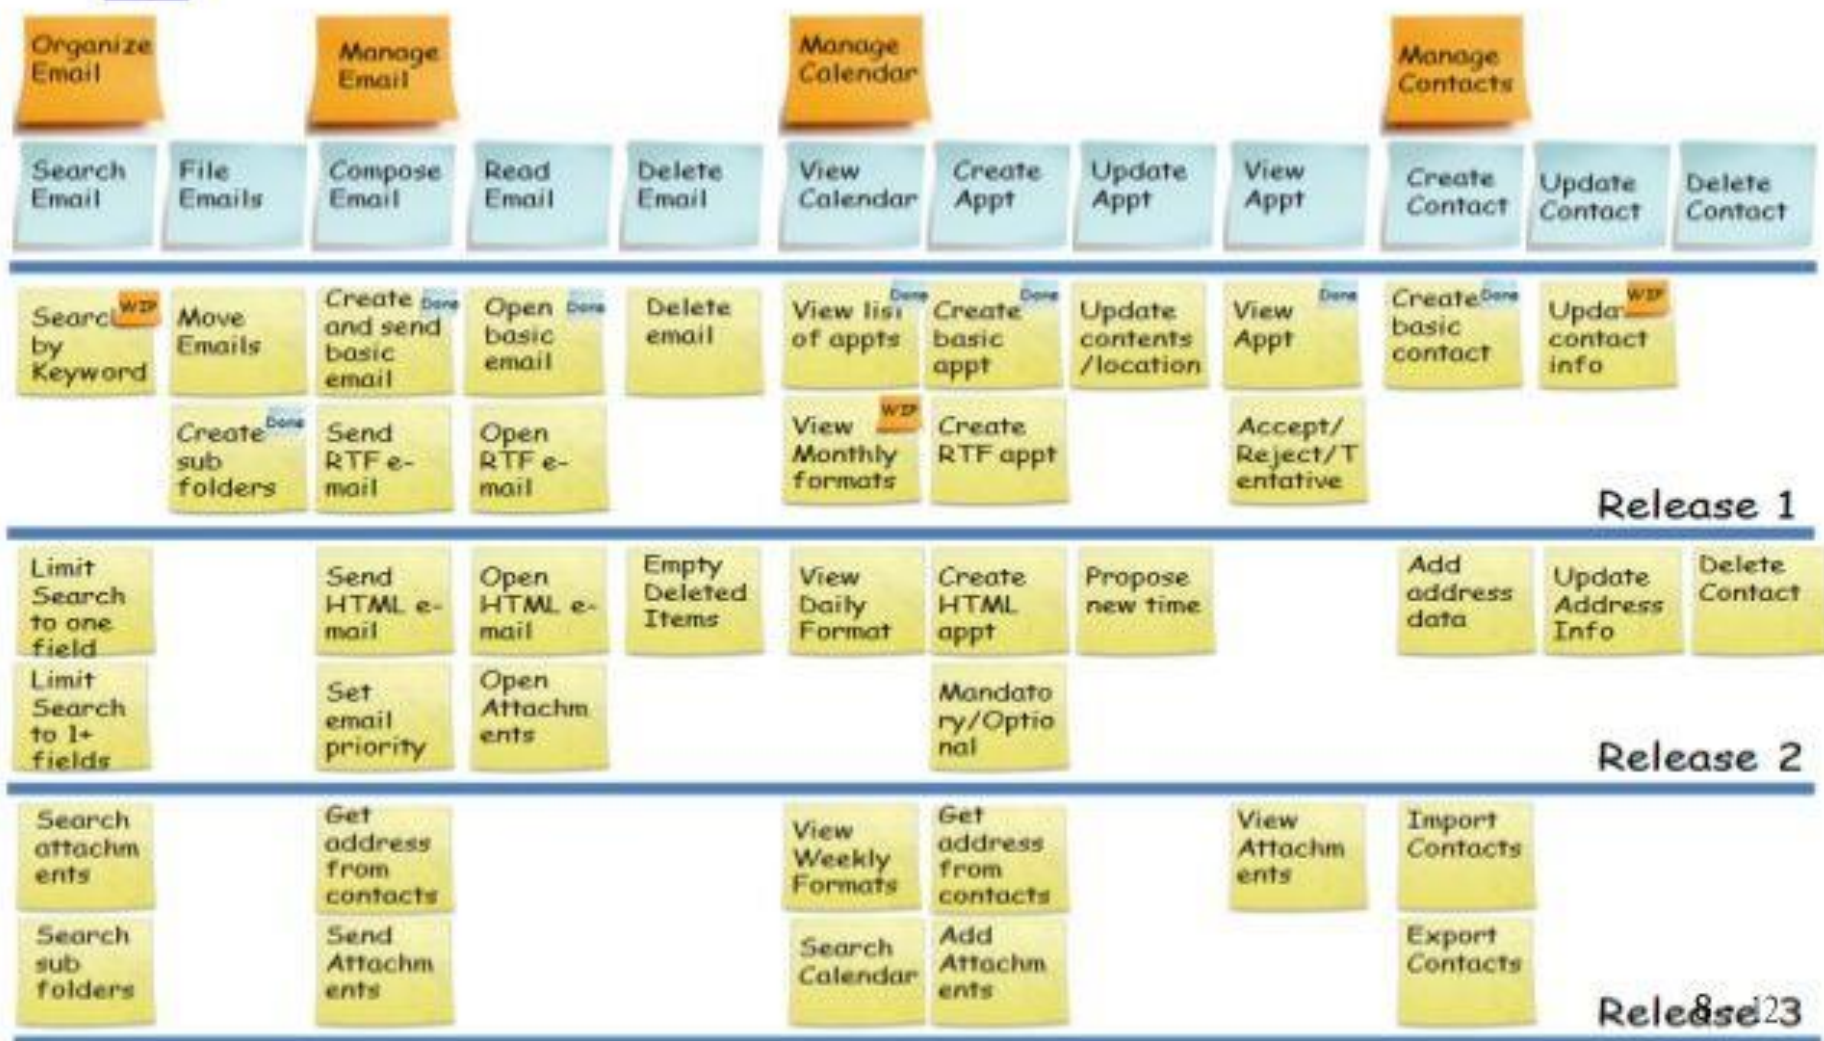 Organize
Email
Manage
Email
Manage
Calendar
Manage
Contacts
Search
Email
File
Emails
Compose
Email
Read
Email
Delete
Email
View
Calendar
Create
Appt
Update
Appt
View
Appt
Create
Contact
Update
Contact
Delete
Contact
Searc
WIP
by
Keyword
Move
Emails
Create
Done
and send
basic
email
Open
Done
basic
email
Delete
email
Done
View list
of appts
Done
Create
basic
appt
Update
contents
/location
Done
View
Appt
Create
Done
basic
contact
WIP
Upda
contact
info
Create
Done
sub
folders
Send
RTF e-
mail
Open
RTF e-
mail
WIP
View
Monthly
formats
Create
RTF appt
Accept/
Reject/T
entative
Release 1
Limit
Search
to one
field
Send
HTML e-
mail
Open
HTML e-
mail
Empty
Deleted
Items
View
Daily
Format
Create
HTML
appt
Propose
new time
Add
address
data
Update
Address
Info
Delete
Contact
Limit
Search
to 1+
fields
Set
email
priority
Open
Attachm
ents
Mandato
ry/Optio
nal
Release 2
Search
attachm
ents
Get
address
from
contacts
View
Weekly
Formats
Get
address
from
contacts
View
Attachm
ents
Import
Contacts
Search
sub
folders
Send
Attachm
ents
Search
Calendar
Add
Attachm
ents
Export
Contacts
Release 3
8 12